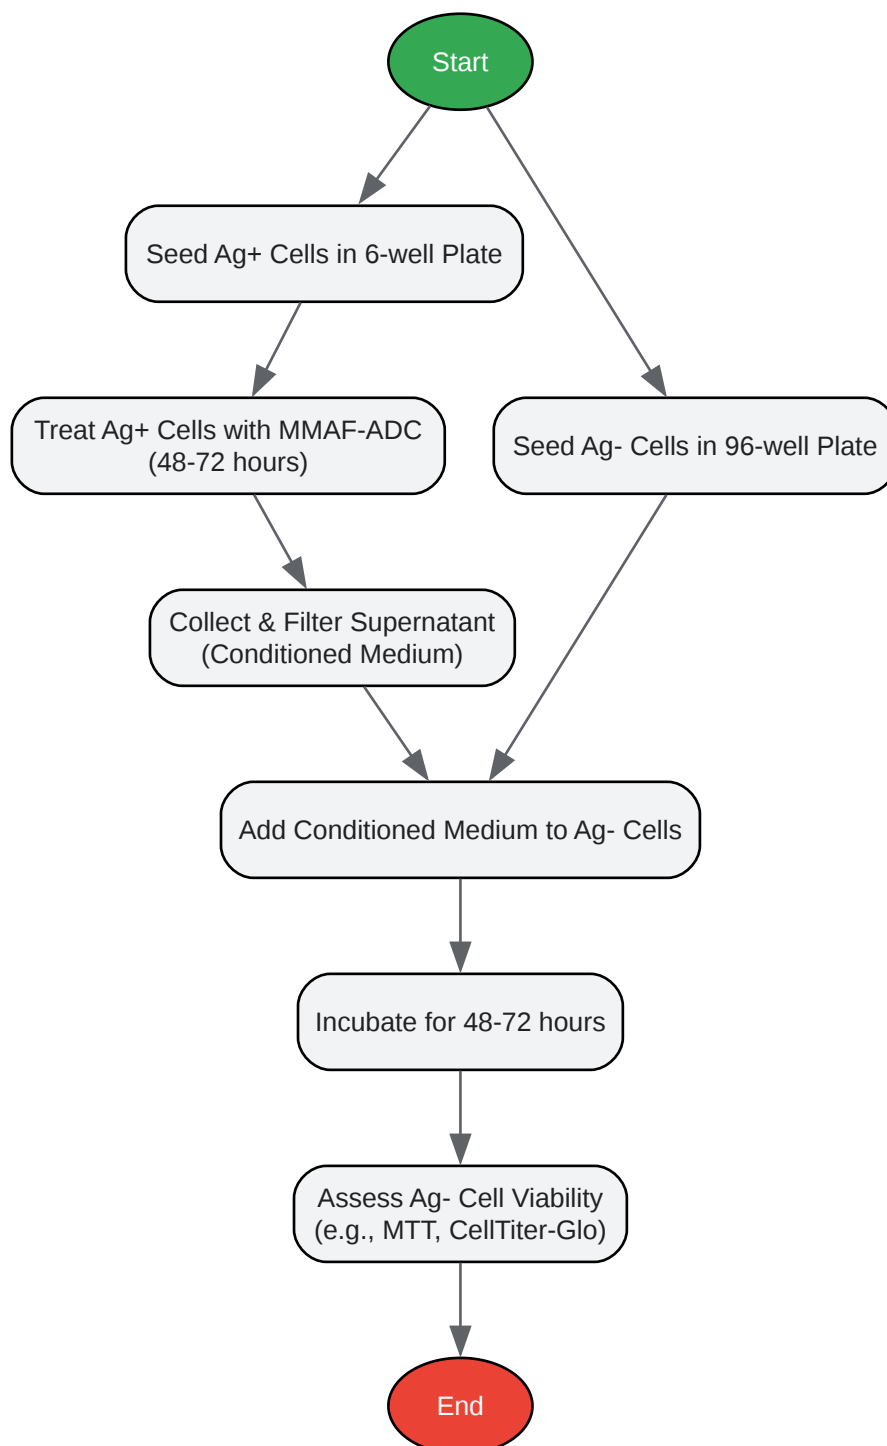 Start
Seed Ag+ Cells in 6-well Plate
Treat Ag+ Cells with MMAF-ADC
(48-72 hours)
Seed Ag- Cells in 96-well Plate
Collect & Filter Supernatant
(Conditioned Medium)
Add Conditioned Medium to Ag- Cells
Incubate for 48-72 hours
Assess Ag- Cell Viability
(e.g., MTT, CellTiter-Glo)
End